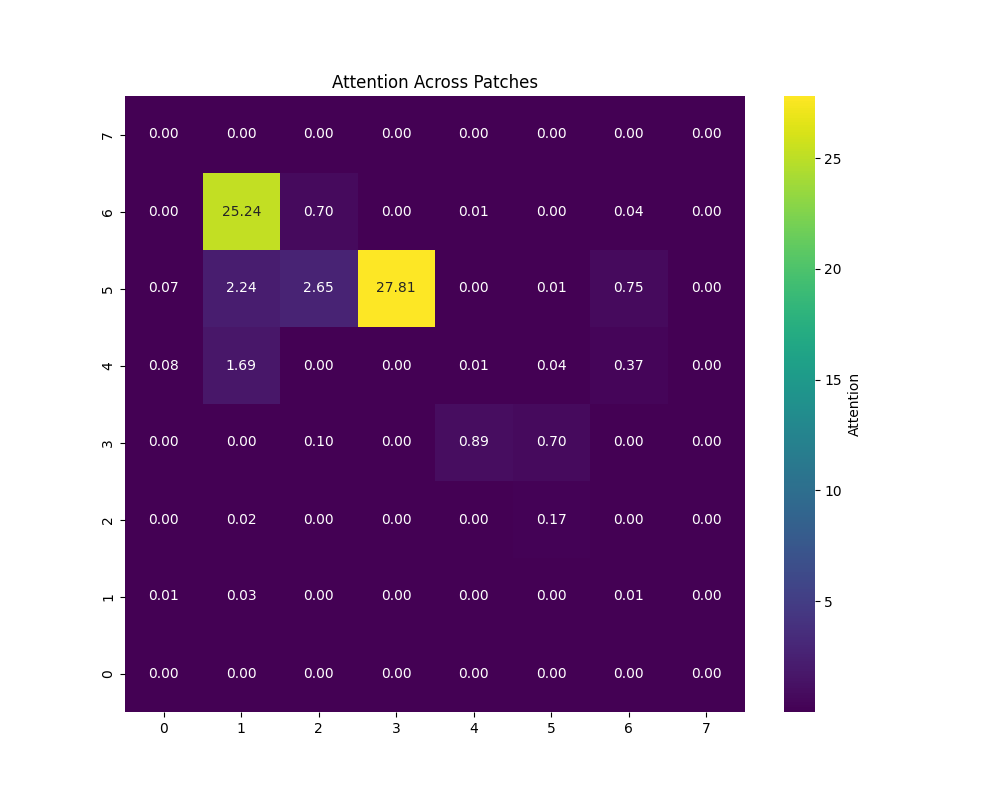 Attention Across Patches
7 0.00 0.00 0.00 0.00 0.00 0.00 0.00 0.00
6 0.00 25.24 0.70 0.00 0.01 0.00 0.04 0.00
5 0.07 2.24 2.65 27.81 0.00 0.01 0.75 0.00
4 0.08 1.69 0.00 0.00 0.01 0.04 0.37 0.00
3 0.00 0.00 0.10 0.00 0.89 0.70 0.00 0.00
2 0.00 0.02 0.00 0.00 0.00 0.17 0.00 0.00
1 0.01 0.03 0.00 0.00 0.00 0.00 0.01 0.00
0 0.00 0.00 0.00 0.00 0.00 0.00 0.00 0.00
0 1 2 3 4 5 6 7
25
20
15
10
5
Attention